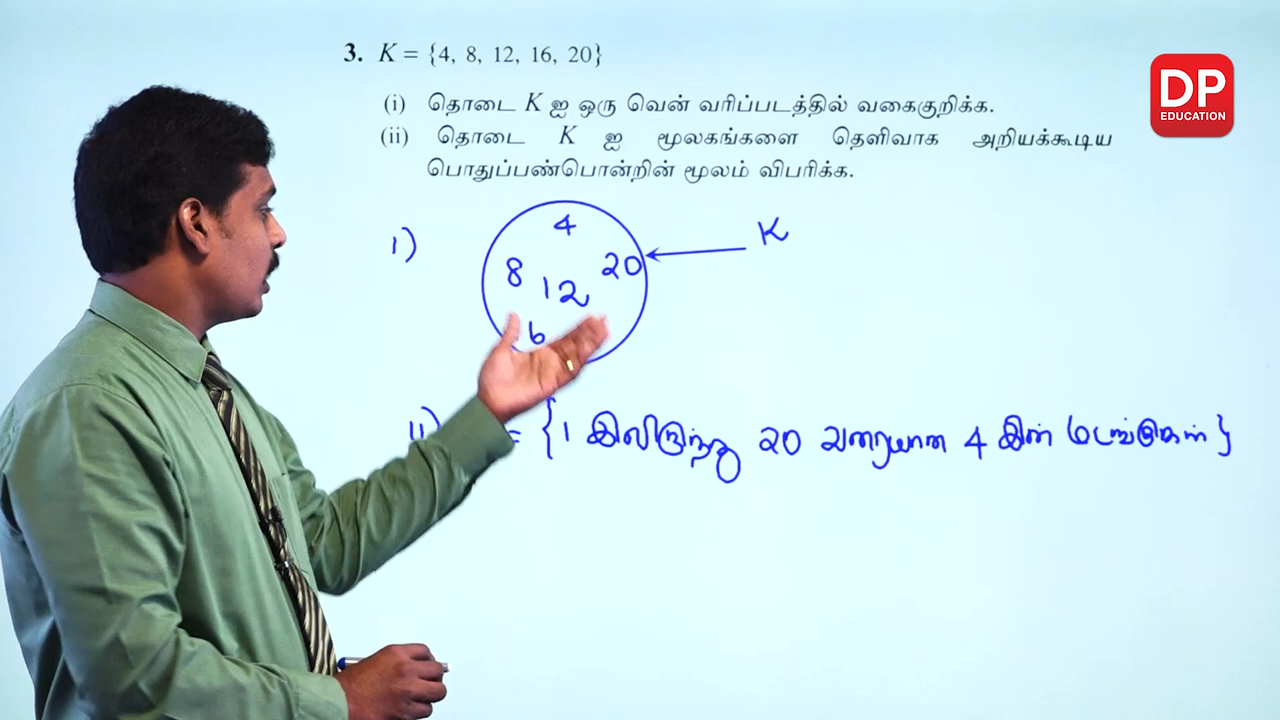 3. K = {4, 8, 12, 16, 20}
DP
EDUCATION
(i) தொடை K ஐ ஒரு வென் வரிப்படத்தில் வகைகுறிக்க.
(ii) தொடை K ஐ மூலகங்களை தெளிவாக அறியக்கூடிய
பொதுப்பண்பொன்றின் மூலம் விபரிக்க.
i)
4
K
8
20
12
6
ii) = {1 இலிருந்து 20 வரையான 4 இன் மடங்குகள்}